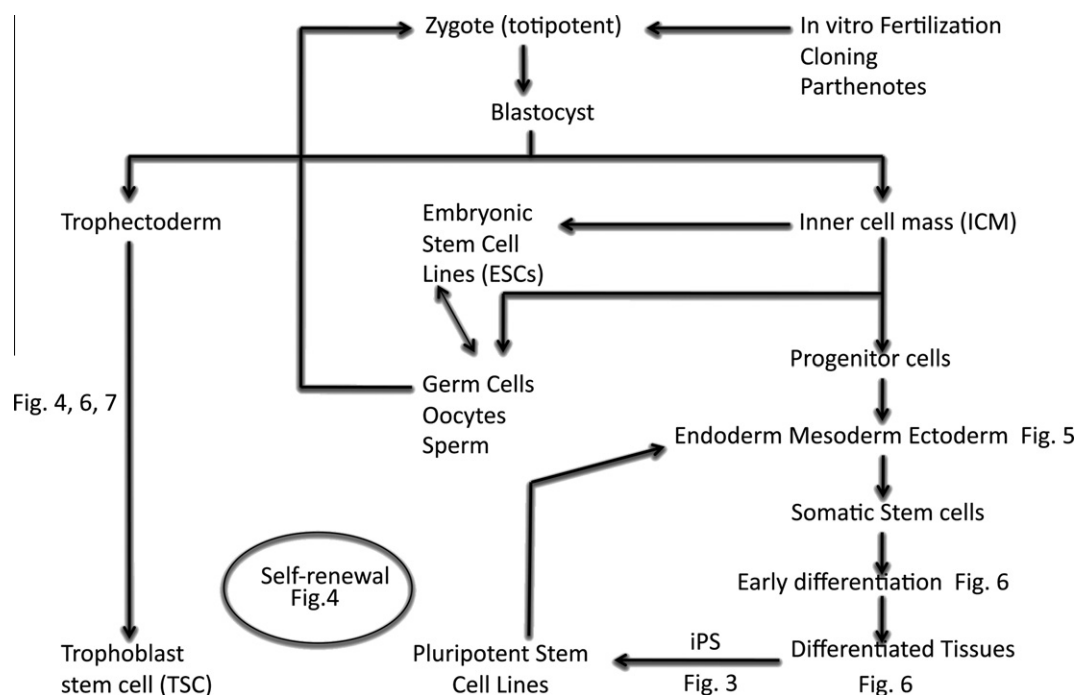 Zygote (totipotent)
In vitro Fertilization
Cloning
Parthenotes
Blastocyst
Trophectoderm
Embryonic
Stem Cell
Lines (ESCs)
Inner cell mass (ICM)
Progenitor cells
Fig. 4, 6, 7
Germ Cells
Oocytes
Sperm
Endoderm Mesoderm Ectoderm Fig. 5
Somatic Stem cells
Self-renewal
Fig.4
Early differentiation Fig. 6
Trophoblast
stem cell (TSC)
Pluripotent Stem
Cell Lines
iPS
Fig. 3
Differentiated Tissues
Fig. 6